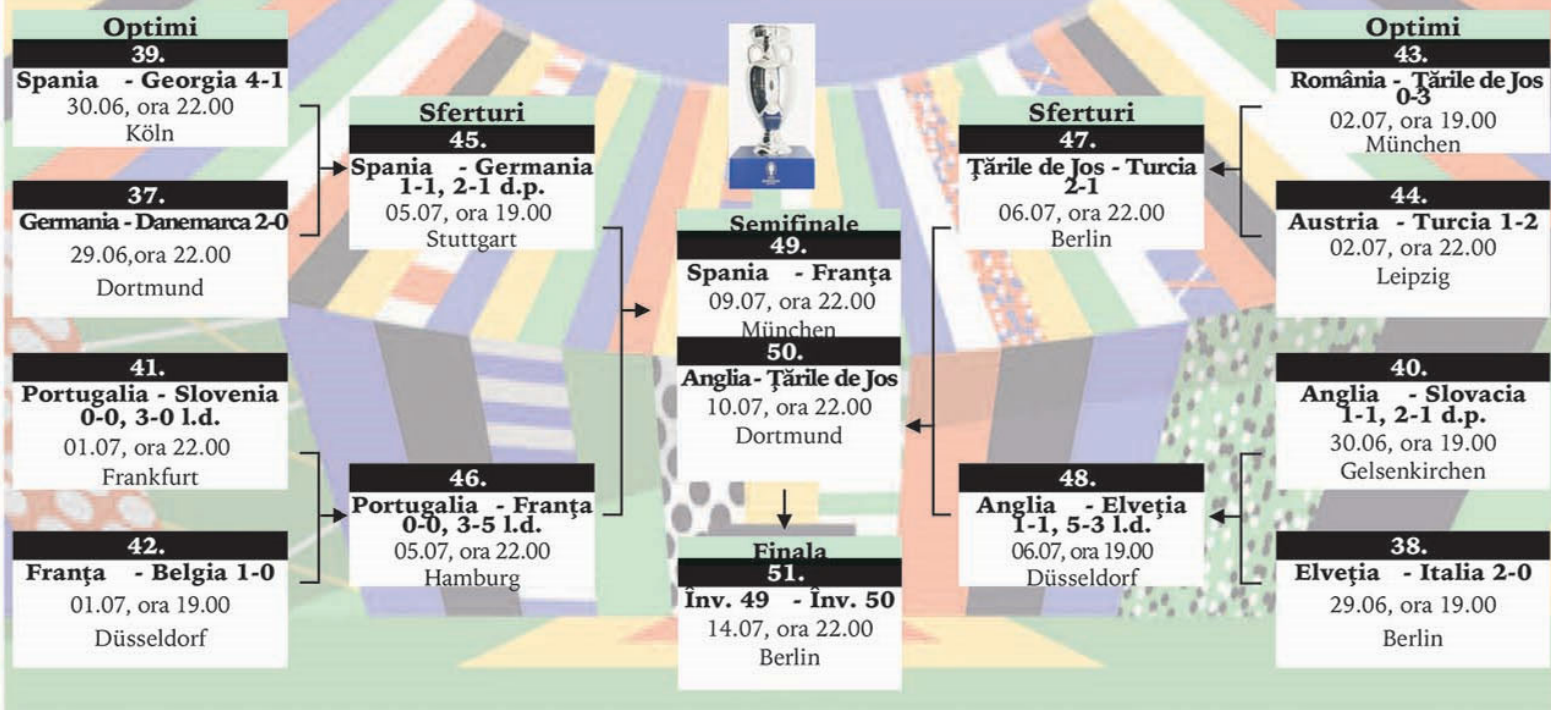 Optimi
39.
Spania - Georgia 4-1
30.06, ora 22.00
Köln
37.
Germania - Danemarca 2-0
29.06,ora 22.00
Dortmund
41.
Portugalia - Slovenia
0-0, 3-0 l.d.
01.07, ora 22.00
Frankfurt
42.
Franţa - Belgia 1-0
01.07, ora 19.00
Düsseldorf
Sferturi
45.
Spania - Germania
1-1, 2-1 d.p.
05.07, ora 19.00
Stuttgart
46.
Portugalia - Franţa
0-0, 3-5 l.d.
05.07, ora 22.00
Hamburg
Semifinale
49.
Spania - Franţa
09.07, ora 22.00
München
50.
Anglia - Ţările de Jos
10.07, ora 22.00
Dortmund
Finala
51.
Înv. 49 - Înv. 50
14.07, ora 22.00
Berlin
Sferturi
47.
Ţările de Jos - Turcia
2-1
06.07, ora 22.00
Berlin
48.
Anglia - Elveţia
1-1, 5-3 l.d.
06.07, ora 19.00
Düsseldorf
Optimi
43.
România - Ţările de Jos
0-3
02.07, ora 19.00
München
44.
Austria - Turcia 1-2
02.07, ora 22.00
Leipzig
40.
Anglia - Slovacia
1-1, 2-1 d.p.
30.06, ora 19.00
Gelsenkirchen
38.
Elveţia - Italia 2-0
29.06, ora 19.00
Berlin